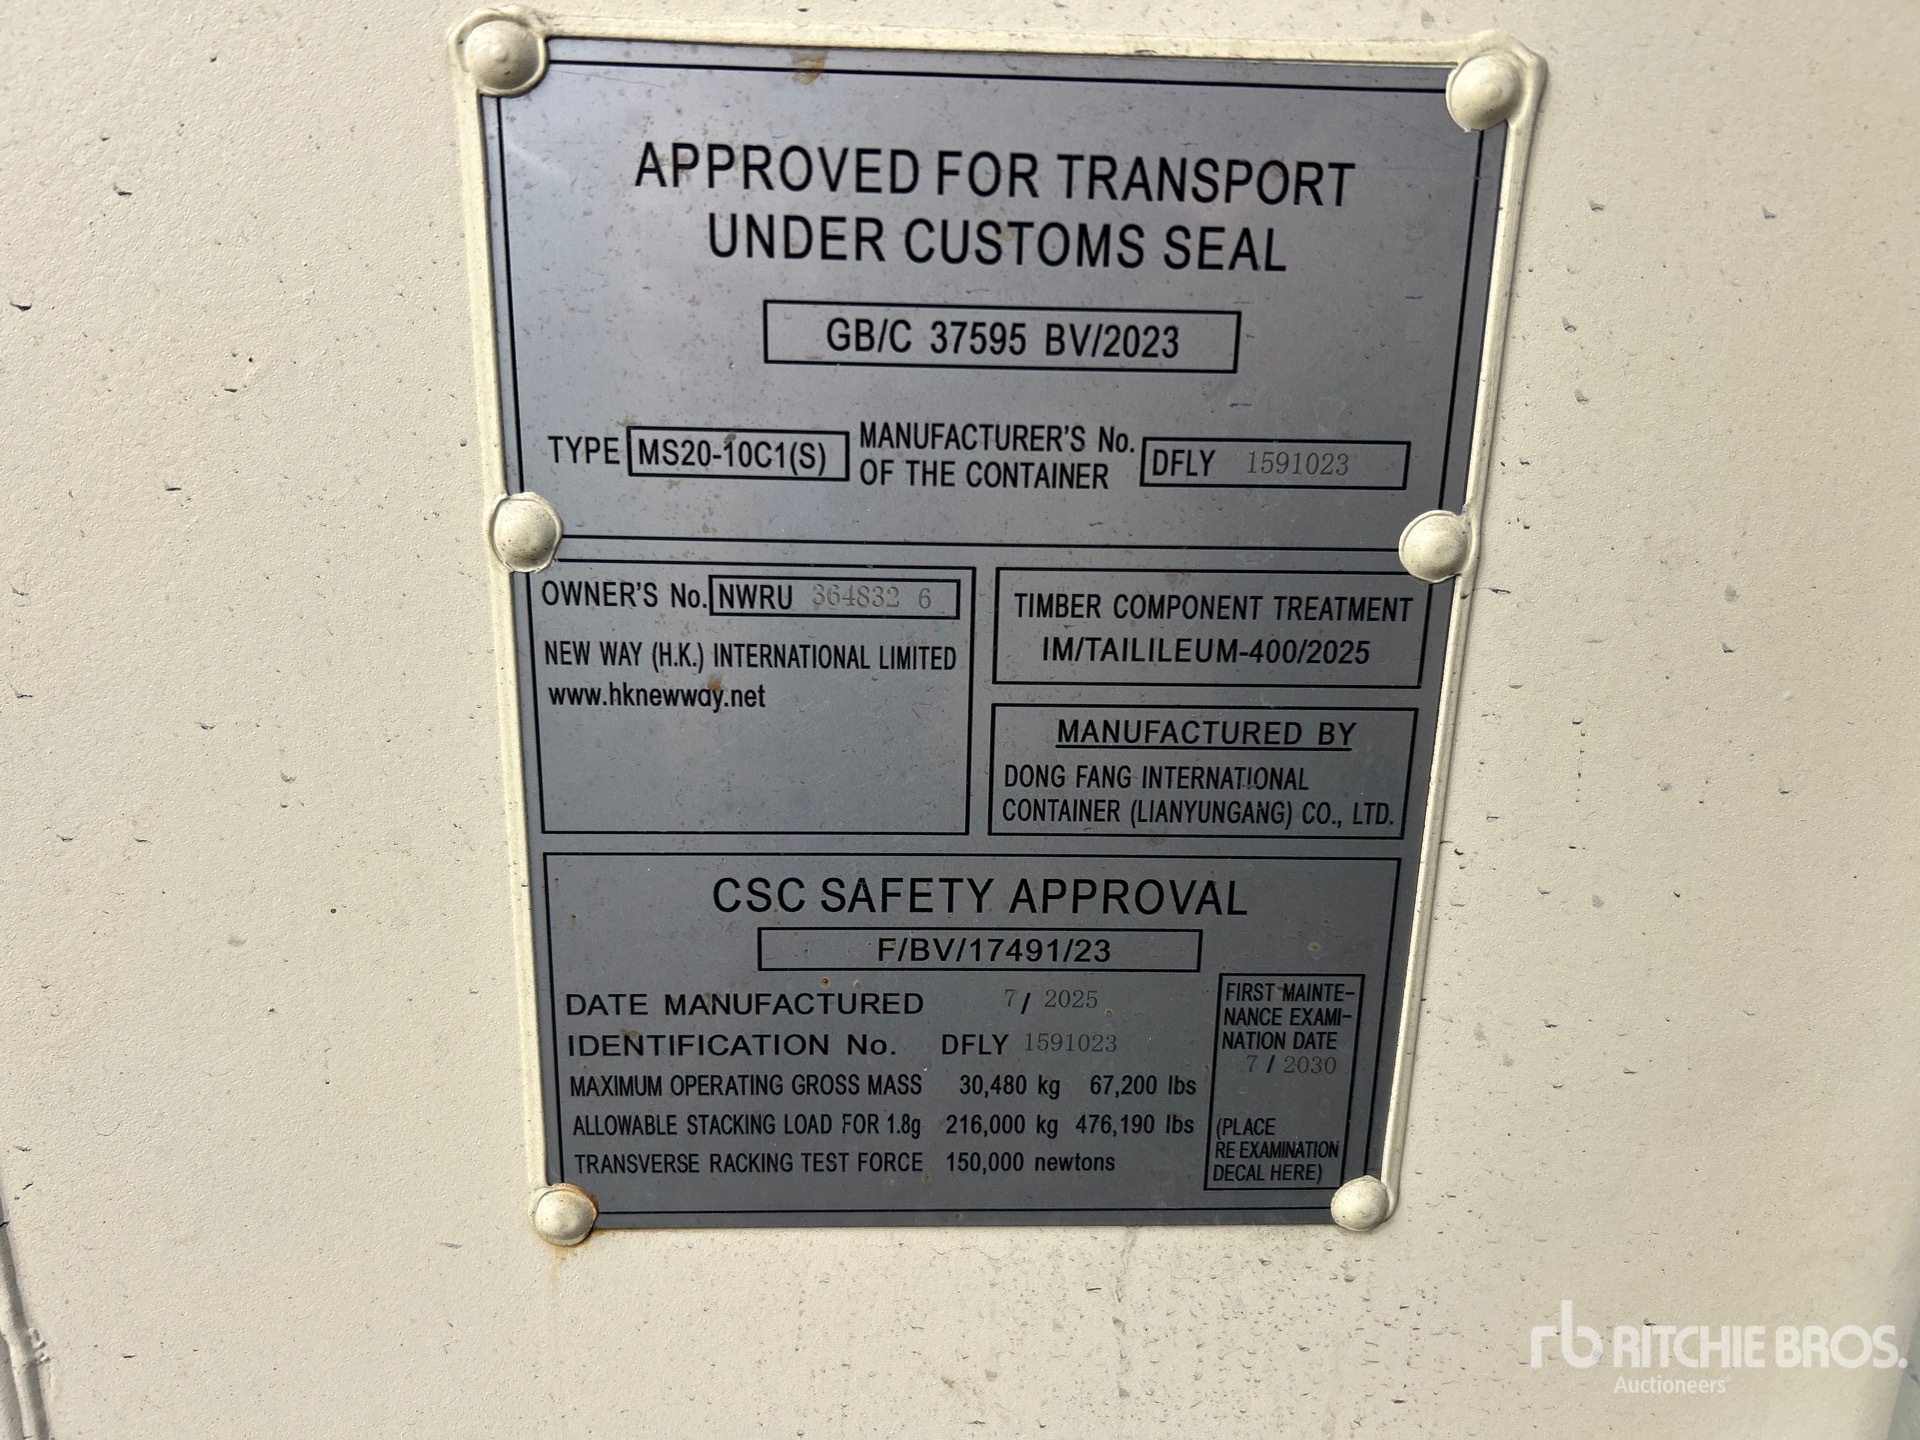 APPROVED FOR TRANSPORT
UNDER CUSTOMS SEAL
GB/C 37595 BV/2023
TYPE MS20-10C1(S) MANUFACTURER'S No. OF THE CONTAINER DFLY 1591023
OWNER'S No. NWRU 364832 6
NEW WAY (H.K.) INTERNATIONAL LIMITED
www.hknewway.net
TIMBER COMPONENT TREATMENT
IM/TAILILEUM-400/2025
MANUFACTURED BY
DONG FANG INTERNATIONAL
CONTAINER (LIANYUNGANG) CO., LTD.
CSC SAFETY APPROVAL
F/BV/17491/23
DATE MANUFACTURED 7/ 2025
IDENTIFICATION No. DFLY 1591023
MAXIMUM OPERATING GROSS MASS 30,480 kg 67,200 lbs
ALLOWABLE STACKING LOAD FOR 1.8g 216,000 kg 476,190 lbs
TRANSVERSE RACKING TEST FORCE 150,000 newtons
FIRST MAINTE-
NANCE EXAMI-
NATION DATE
7 / 2030
(PLACE
RE EXAMINATION
DECAL HERE)
rb RITCHIE BROS.
Auctioneers